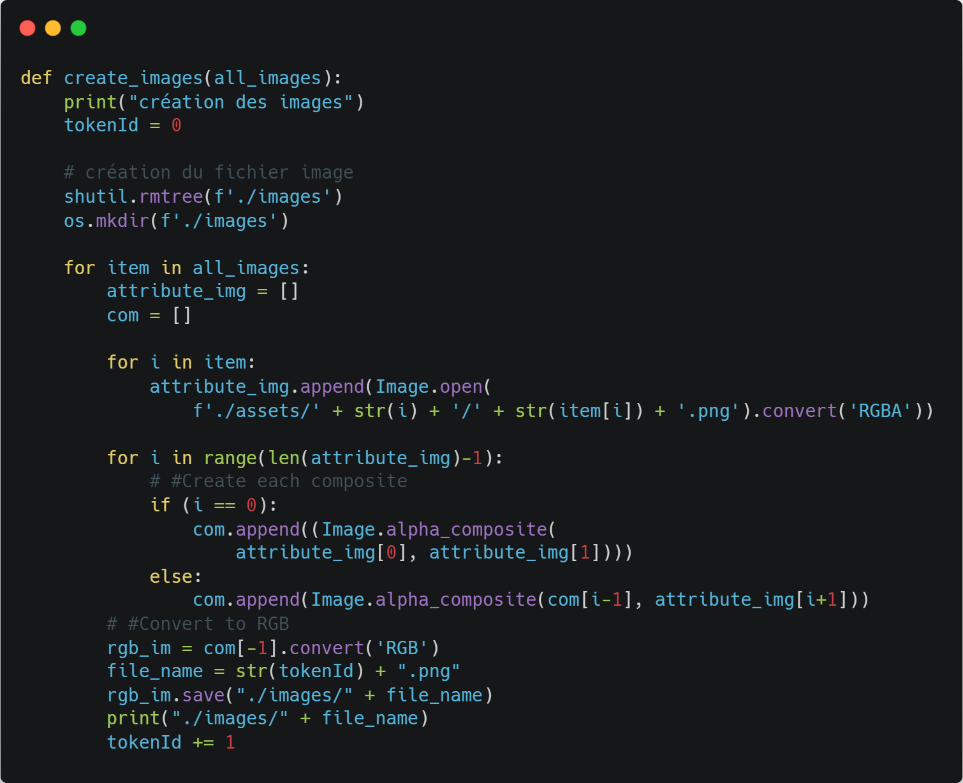 def create_images(all_images):
    print("création des images")
    tokenId = 0

    # création du fichier image
    shutil.rmtree(f'./images')
    os.mkdir(f'./images')

    for item in all_images:
        attribute_img = []
        com = []

        for i in item:
            attribute_img.append(Image.open(
                f'./assets/' + str(i) + '/' + str(item[i]) + '.png').convert('RGBA'))

        for i in range(len(attribute_img)-1):
            # #Create each composite
            if (i == 0):
                com.append((Image.alpha_composite(
                    attribute_img[0], attribute_img[1])))
            else:
                com.append(Image.alpha_composite(com[i-1], attribute_img[i+1]))
        # #Convert to RGB
        rgb_im = com[-1].convert('RGB')
        file_name = str(tokenId) + ".png"
        rgb_im.save("./images/" + file_name)
        print("./images/" + file_name)
        tokenId += 1